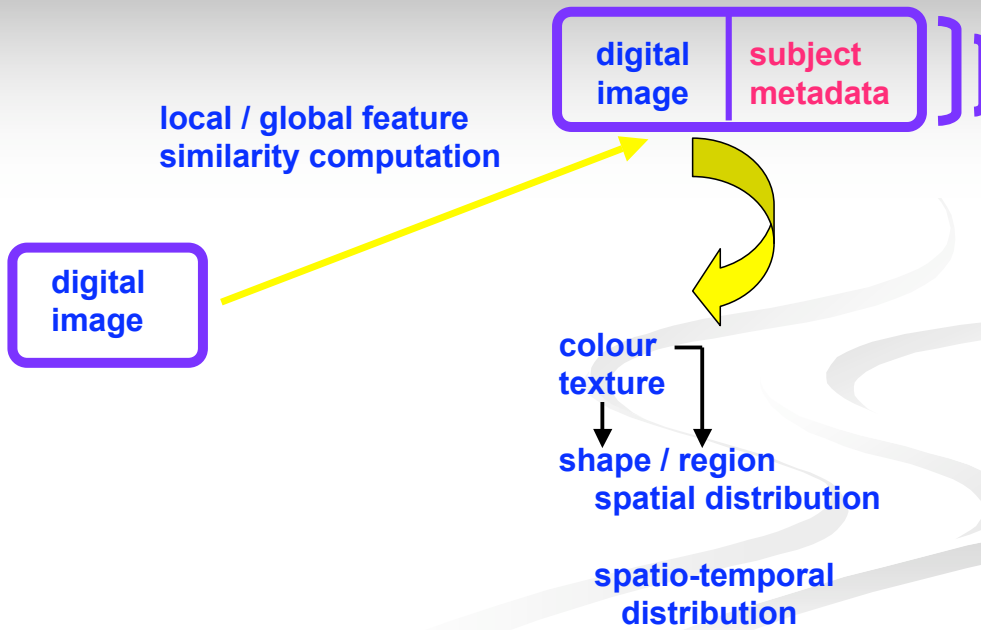 digital
image
subject
metadata
local / global feature
similarity computation
digital
image
colour
texture
shape / region
spatial distribution
spatio-temporal
distribution